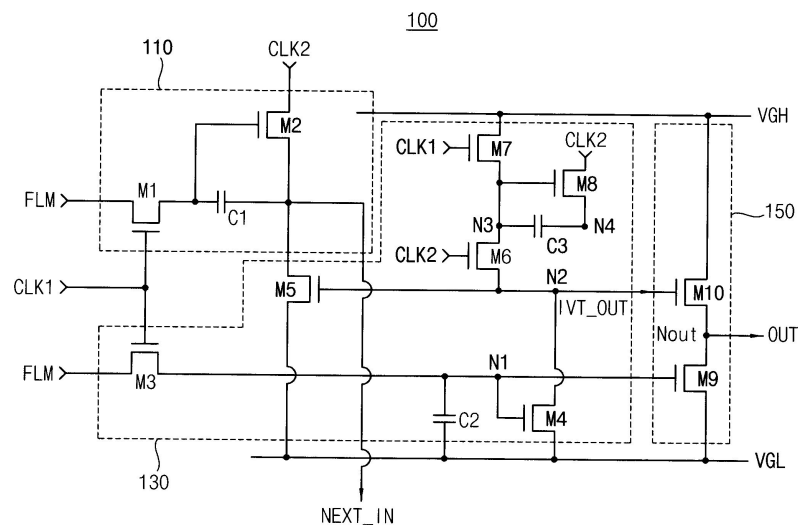 100
110
CLK2
M2
VGH
CLK1
M7
CLK2
M8
M1
FLM
C1
N3
C3
N4
150
CLK2
M6
N2
CLK1
M5
IVT_OUT
M10
Nout
OUT
FLM
M3
N1
M9
C2
M4
130
VGL
NEXT_IN